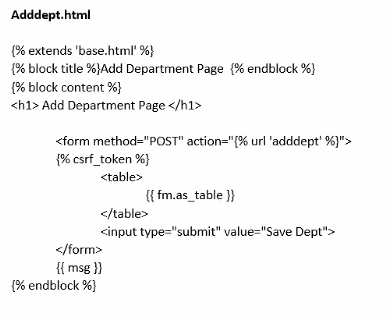 Adddept.html
{% extends 'base.html' %}
{% block title %}Add Department Page  {% endblock %}
{% block content %}
<h1> Add Department Page </h1>
<form method="POST" action="{% url 'adddept' %}">
{% csrf_token %}
<table>
{{ fm.as_table }}
</table>
<input type="submit" value="Save Dept">
</form>
{{ msg }}
{% endblock %}